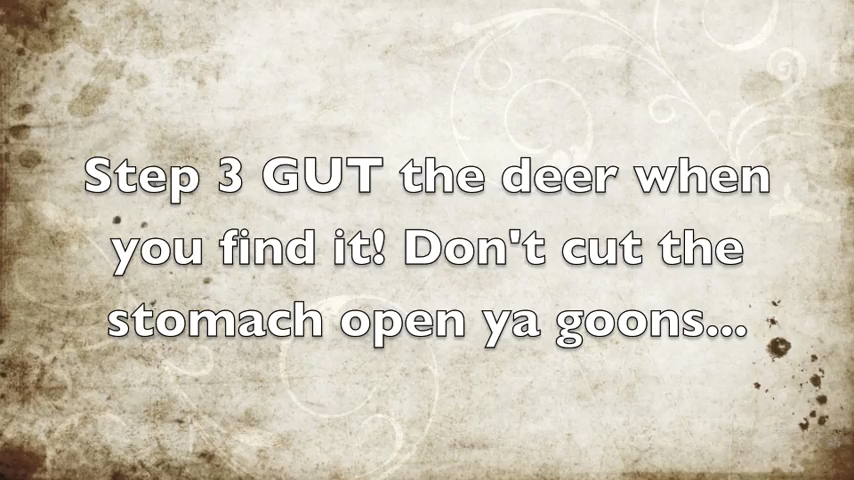 Step 3 GUT the deer when
you find it! Don't cut the
stomach open ya goons...